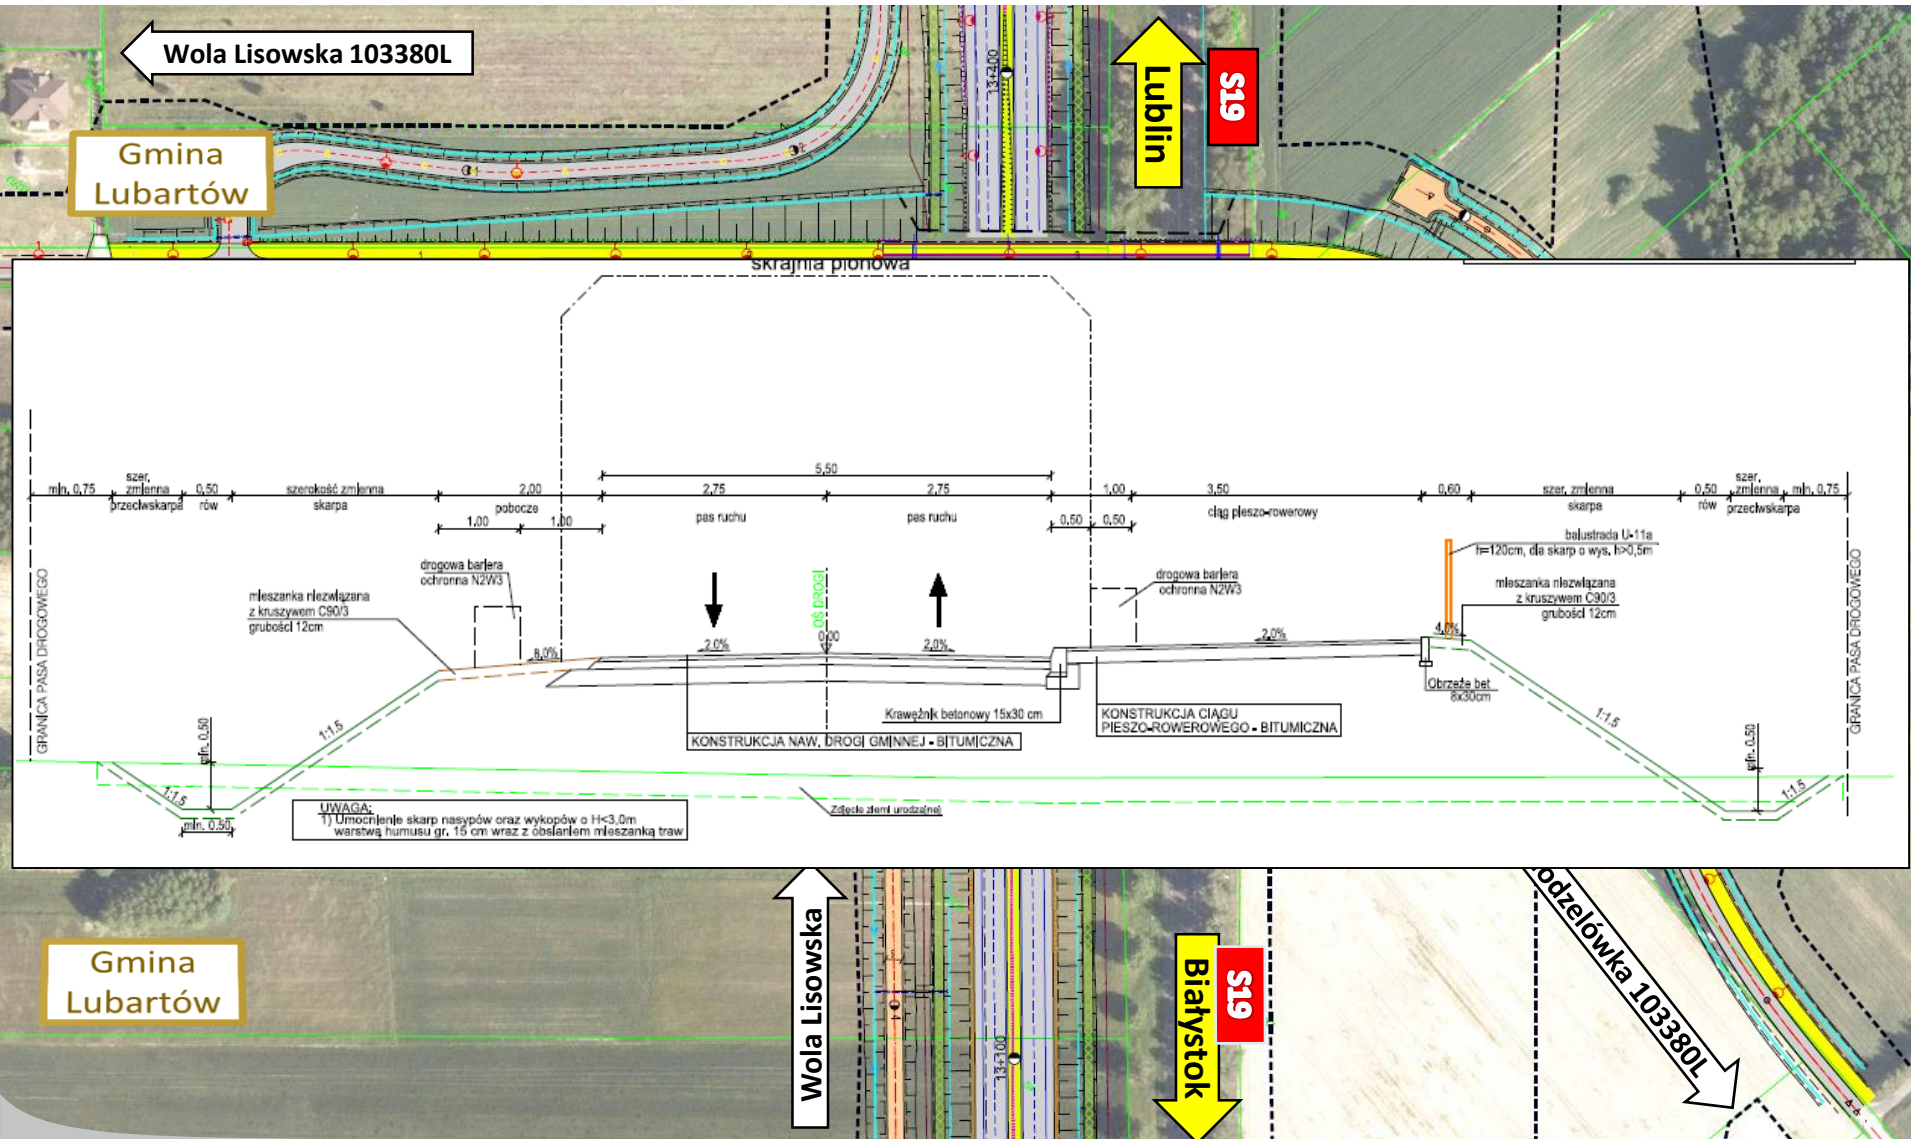 Wola Lisowska 103380L
Gmina
Lubartów
13+400
Lublin
S19
skrajnia pionowa
5,50
min. 0,75
szer.
zmienna
przeciwskarpa
0,50
rów
szerokość zmienna
skarpa
2,00
pobocze
1,00
1,00
2,75
pas ruchu
2,75
pas ruchu
1,00
0,50
0,50
3,50
ciąg pieszo-rowerowy
0,60
szer. zmienna
skarpa
0,50
rów
szer.
zmienna
przeciwskarpa
min. 0,75
balustrada U-11a
h=120cm, dla skarp o wys. h>0,5m
drogowa bariera
ochronna N2W3
mieszanka niezwiązana
z kruszywem C90/3
grubości 12cm
drogowa bariera
ochronna N2W3
mieszanka niezwiązana
z kruszywem C90/3
grubości 12cm
GRANICA PASA DROGOWEGO
GRANICA PASA DROGOWEGO
OŚ DROGI
0,00
8,0%
2,0%
2,0%
2,0%
4,0%
Obrzeże bet.
8x30cm
Krawężnik betonowy 15x30 cm
KONSTRUKCJA CIĄGU
PIESZO-ROWEROWEGO - BITUMICZNA
KONSTRUKCJA NAW. DROGI GMINNEJ - BITUMICZNA
1:1.5
1:1.5
min. 0.50
min. 0.50
1:1.5
1:1.5
min. 0.50
UWAGA:
1) Umocnienie skarp nasypów oraz wykopów o H<3,0m
warstwą humusu gr. 15 cm wraz z obsianiem mieszanką traw
Zdjęcie ziemi urodzajnej
Gmina
Lubartów
Wola Lisowska
13+100
Białystok
S19
odzelówka 103380L